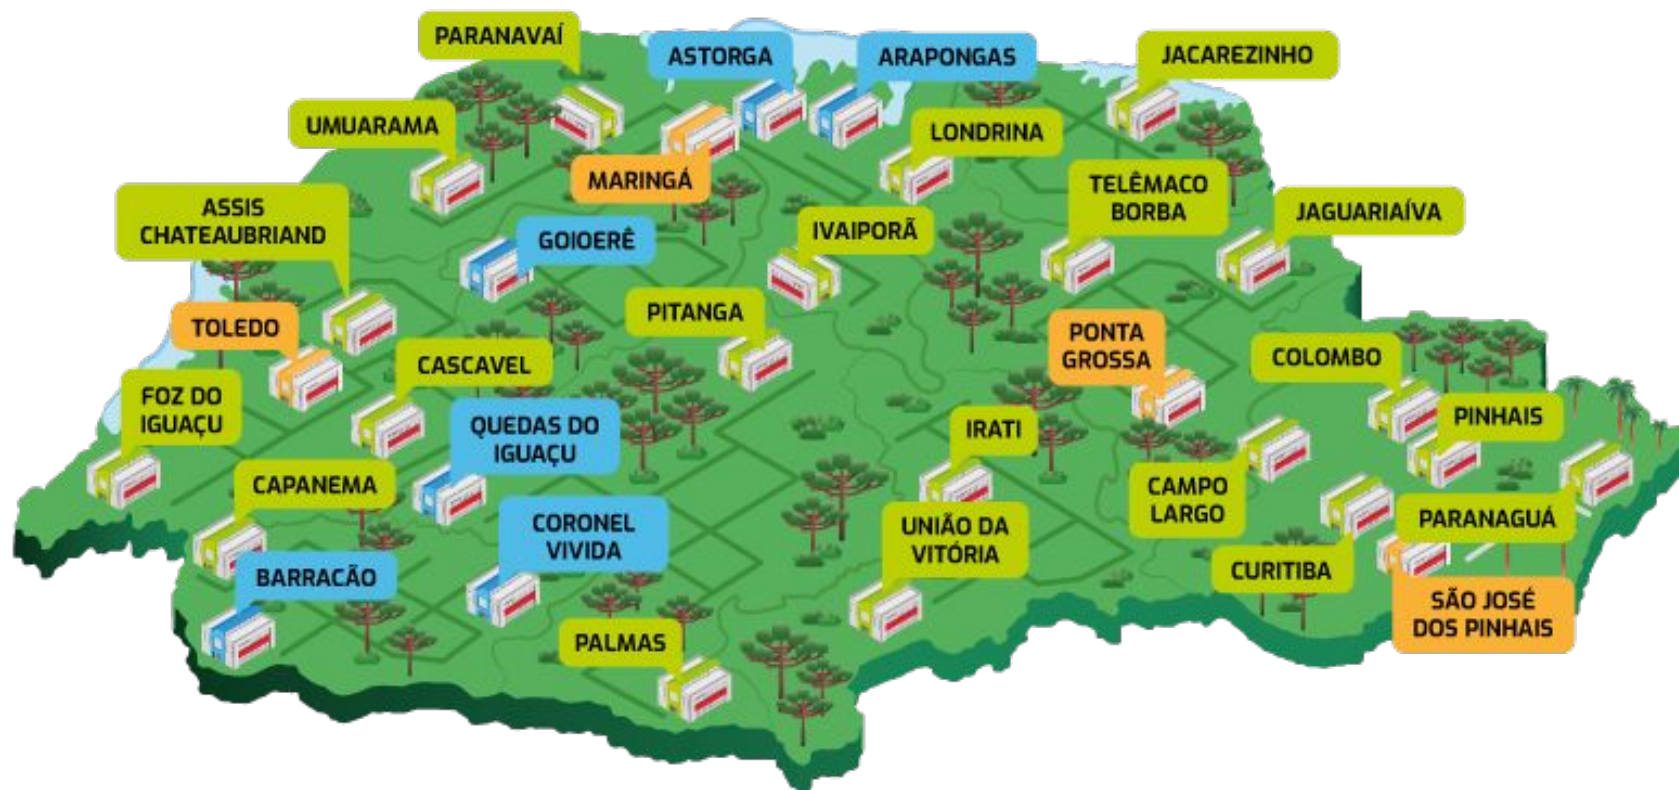 PARANAVAÍ
ASTORGA
ARAPONGAS
JACAREZINHO
UMUARAMA
LONDRINA
MARINGÁ
TELÊMACO
BORBA
ASSIS
CHATEAUBRIAND
JAGUARIAÍVA
GOIOERÊ
IVAIPORÃ
PITANGA
TOLEDO
PONTA
GROSSA
CASCAVEL
COLOMBO
FOZ DO
IGUAÇU
QUEDAS DO
IGUAÇU
IRATI
PINHAIS
CAPANEMA
CAMPO
LARGO
CORONEL
VIVIDA
UNIÃO DA
VITÓRIA
PARANAGUÁ
BARRACÃO
CURITIBA
SÃO JOSÉ
DOS PINHAIS
PALMAS